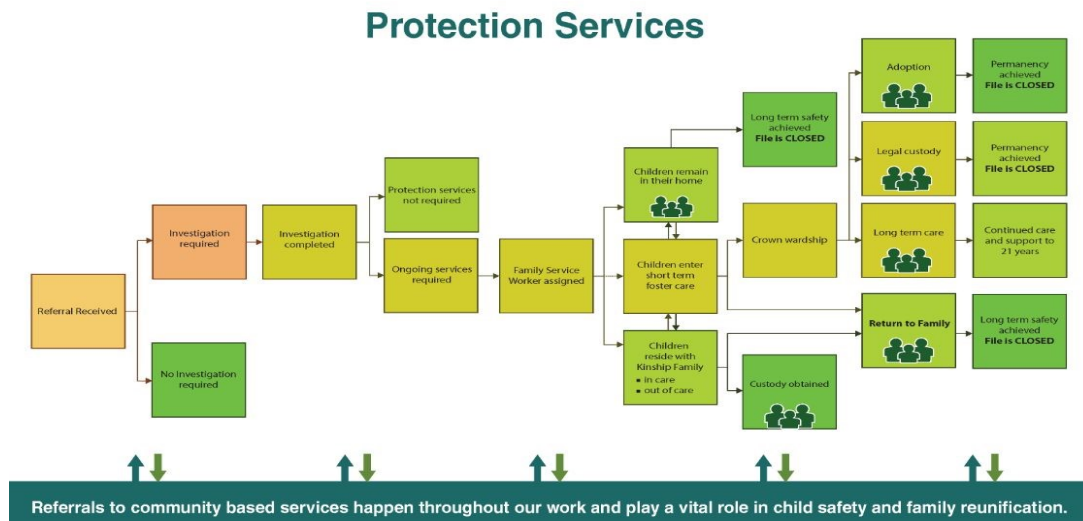 Protection Services
Referral Received
Investigation
required
No Investigation
required
Investigation
completed
Protection services
not required
Ongoing services
required
Family Service
Worker assigned
Children remain
in their home
Children enter
short term
foster care
Children
reside with
Kinship Family
• in care
• out of care
Long term safety
achieved
File is CLOSED
Crown wardship
Custody obtained
Adoption
Legal custody
Long term care
Return to Family
Permanency
achieved
File is CLOSED
Permanency
achieved
File is CLOSED
Continued care
and support to
21 years
Long term safety
achieved
File is CLOSED
Referrals to community based services happen throughout our work and play a vital role in child safety and family reunification.